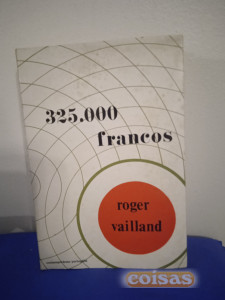 325.000
francos
roger
vailland
coisas